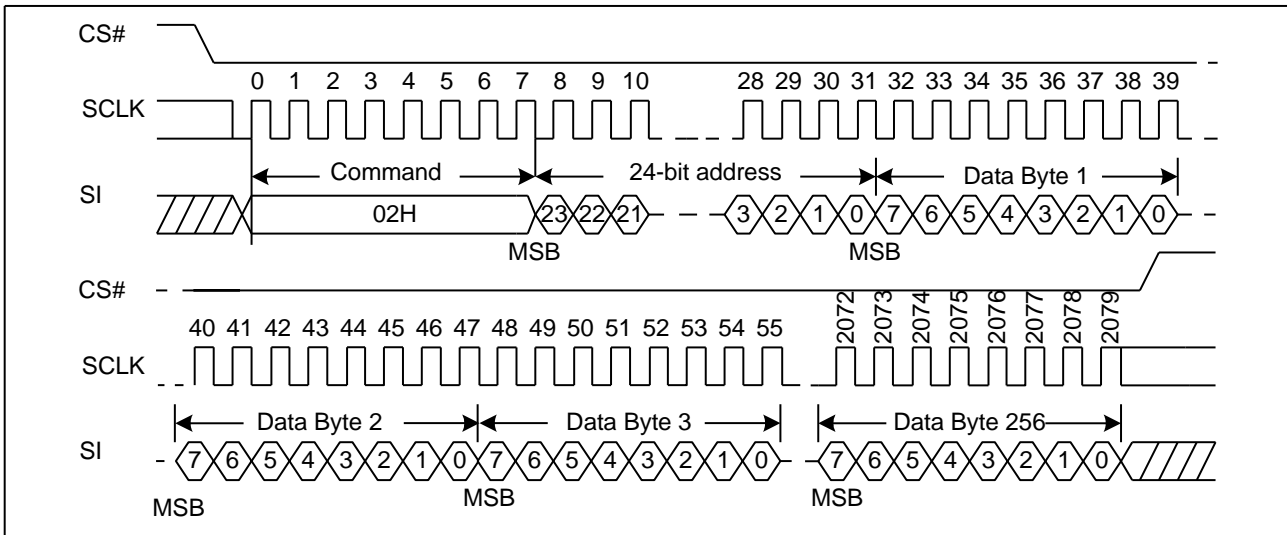 CS#
0 1 2 3 4 5 6 7 8 9 10 28 29 30 31 32 33 34 35 36 37 38 39
SCLK
Command 24-bit address Data Byte 1
SI
02H 23 22 21 3 2 1 0 7 6 5 4 3 2 1 0
MSB MSB
CS#
40 41 42 43 44 45 46 47 48 49 50 51 52 53 54 55 2072 2073 2074 2075 2076 2077 2078 2079
SCLK
Data Byte 2 Data Byte 3 Data Byte 256
SI
7 6 5 4 3 2 1 0 7 6 5 4 3 2 1 0 7 6 5 4 3 2 1 0
MSB MSB MSB